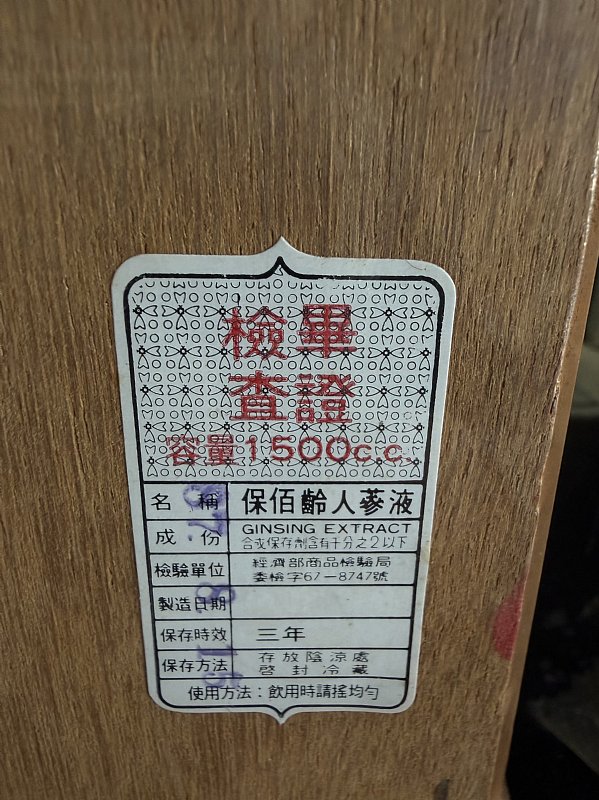 檢畢
查證
容量1500c.c.
名稱 保佰齡人蔘液
成份 GINSING EXTRACT
合成保存劑含有千分之2以下
檢驗單位 經濟部商品檢驗局
委檢字67-8747號
製造日期
保存時效 三年
保存方法 存放陰涼處
啓封冷藏
使用方法：飲用時請搖均勻
67. 8. 15